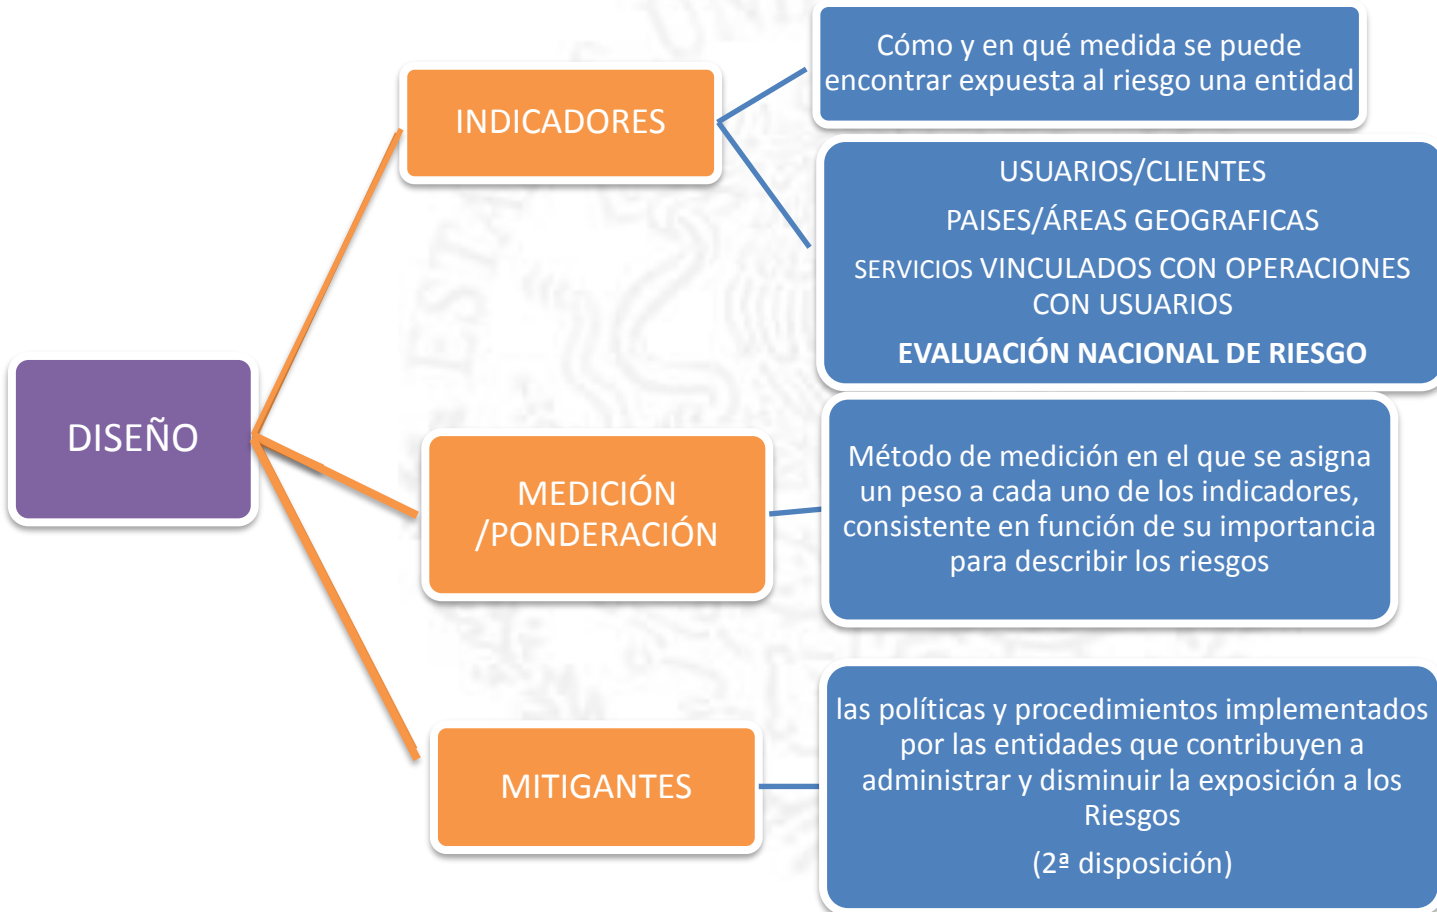 DISEÑO
INDICADORES
Cómo y en qué medida se puede
encontrar expuesta al riesgo una entidad
USUARIOS/CLIENTES
PAISES/ÁREAS GEOGRAFICAS
SERVICIOS VINCULADOS CON OPERACIONES
CON USUARIOS
EVALUACIÓN NACIONAL DE RIESGO
MEDICIÓN
/PONDERACIÓN
Método de medición en el que se asigna
un peso a cada uno de los indicadores,
consistente en función de su importancia
para describir los riesgos
MITIGANTES
las políticas y procedimientos implementados
por las entidades que contribuyen a
administrar y disminuir la exposición a los
Riesgos
(2ª disposición)